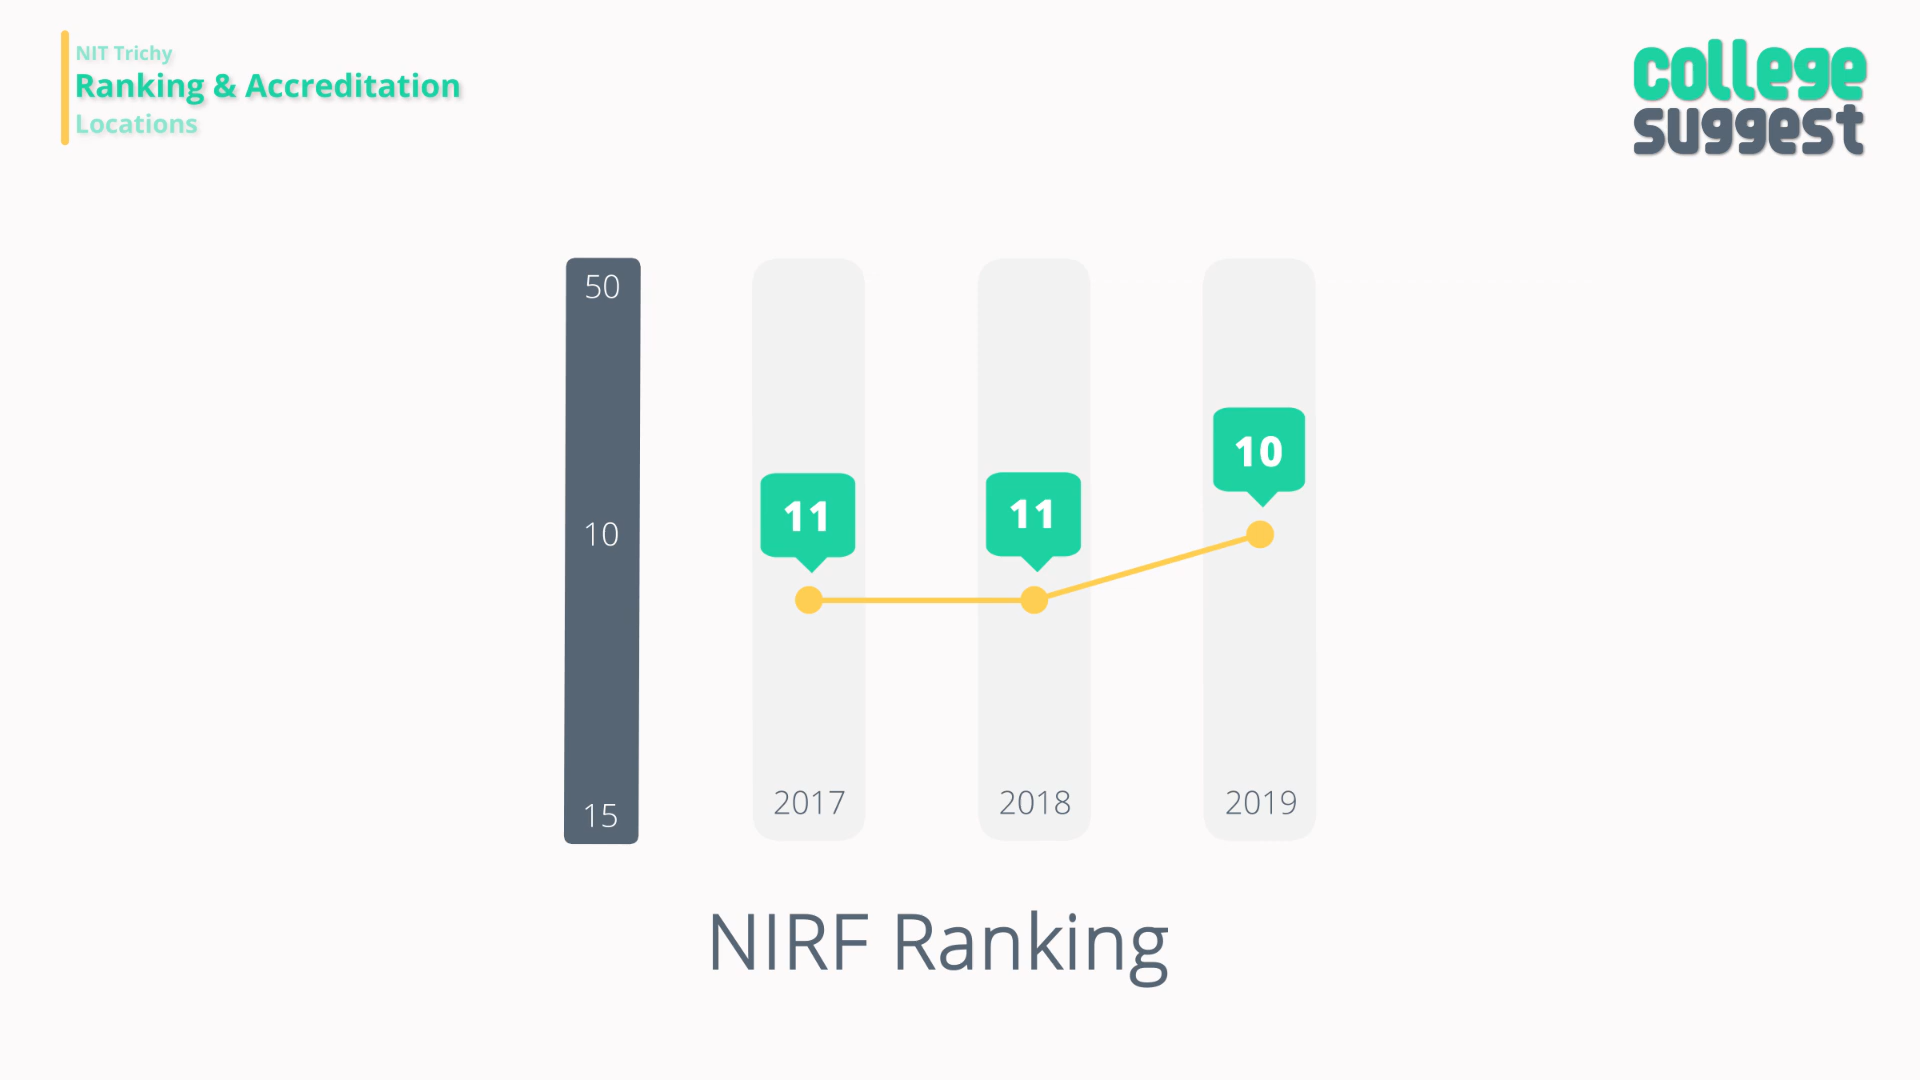 NIT Trichy
Ranking & Accreditation
Locations
college
suggest
50
10
15
11
11
10
2017
2018
2019
NIRF Ranking